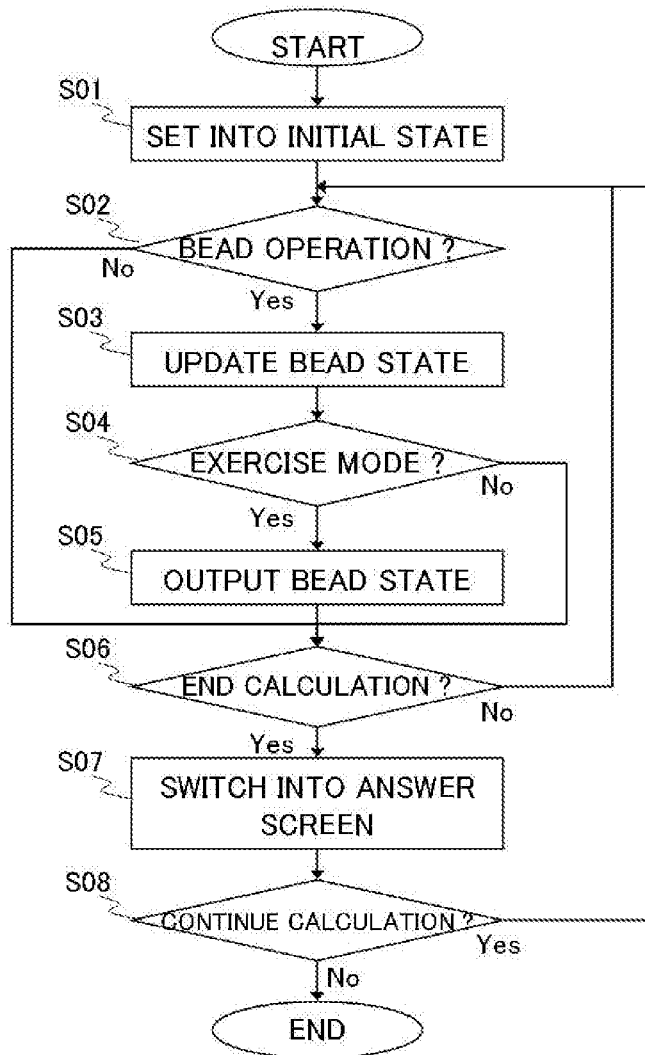 START
S01
SET INTO INITIAL STATE
S02
BEAD OPERATION ?
No
Yes
S03
UPDATE BEAD STATE
S04
EXERCISE MODE ?
No
Yes
S05
OUTPUT BEAD STATE
S06
END CALCULATION ?
No
Yes
S07
SWITCH INTO ANSWER
SCREEN
S08
CONTINUE CALCULATION ?
Yes
No
END